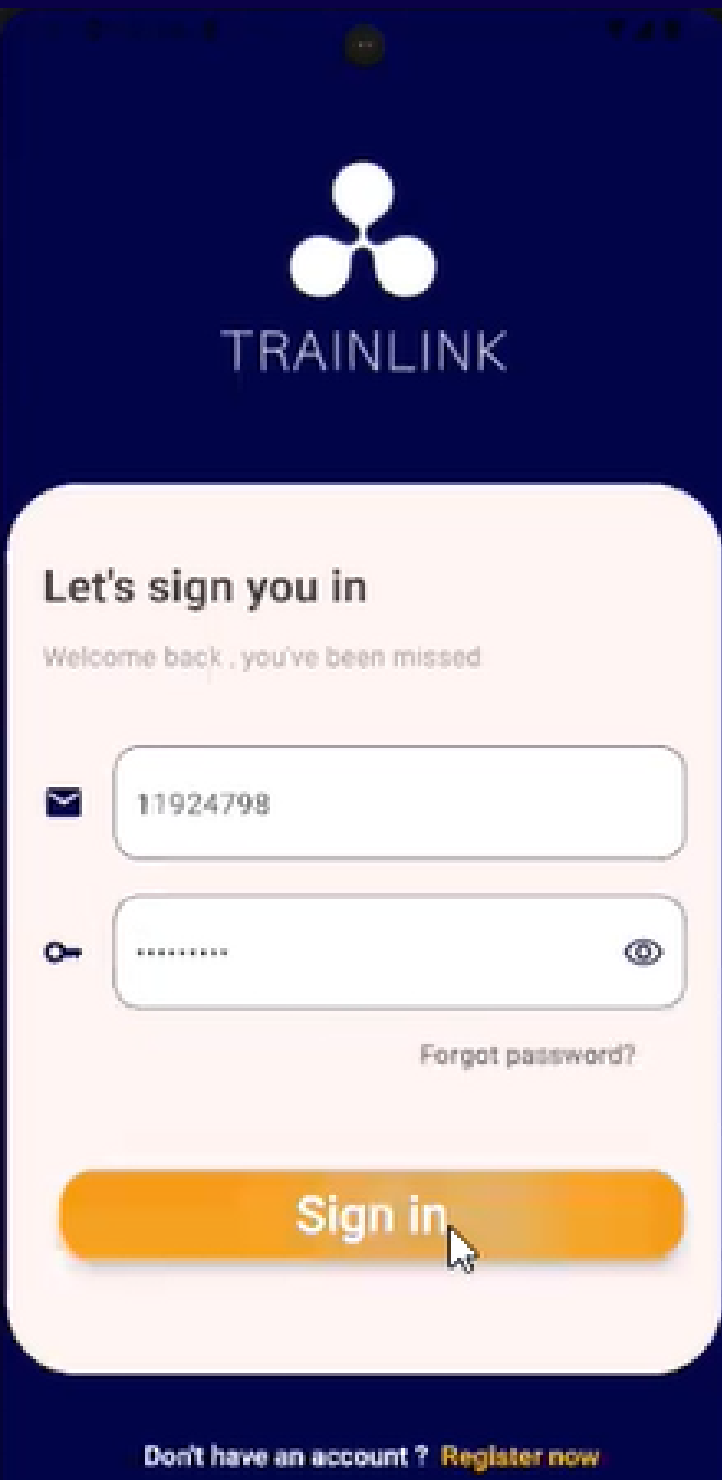 TRAINLINK
Let's sign you in
Welcome back , you've been missed
11924798
•••••••••
Forgot password?
Sign in
Don't have an account ? Register now